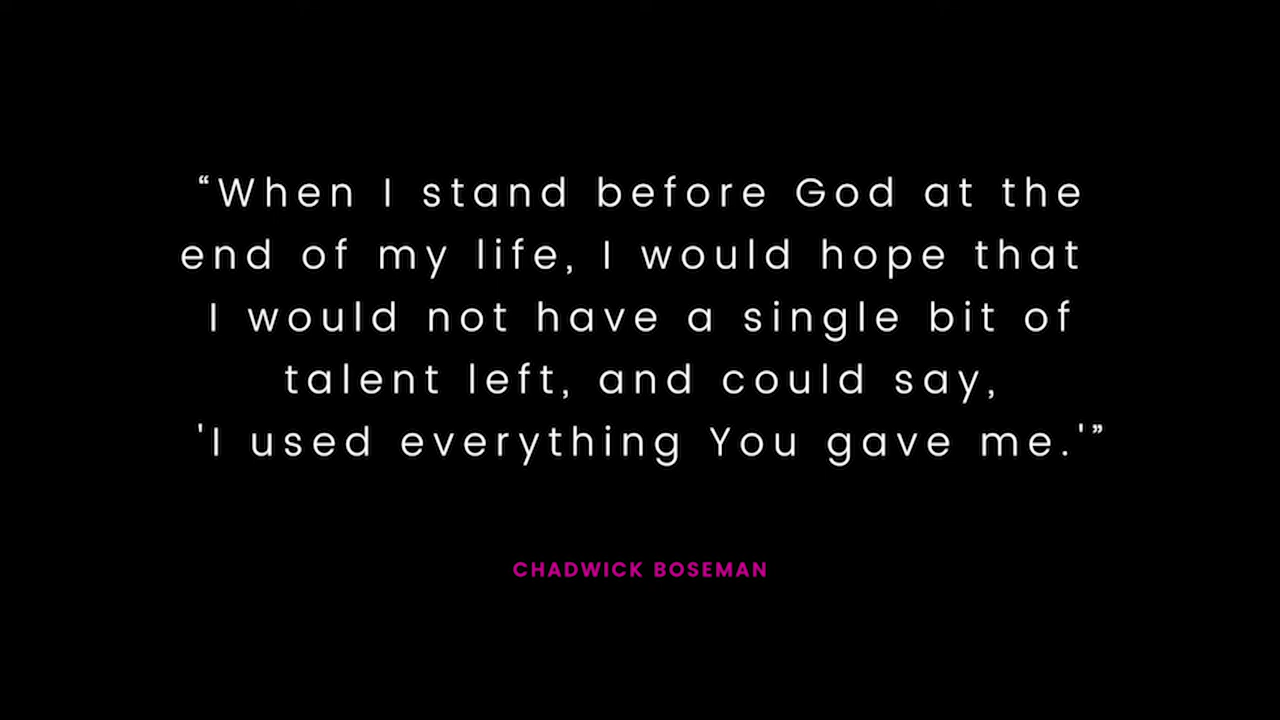 “When I stand before God at the
end of my life, I would hope that
I would not have a single bit of
talent left, and could say,
'I used everything You gave me.'”
CHADWICK BOSEMAN